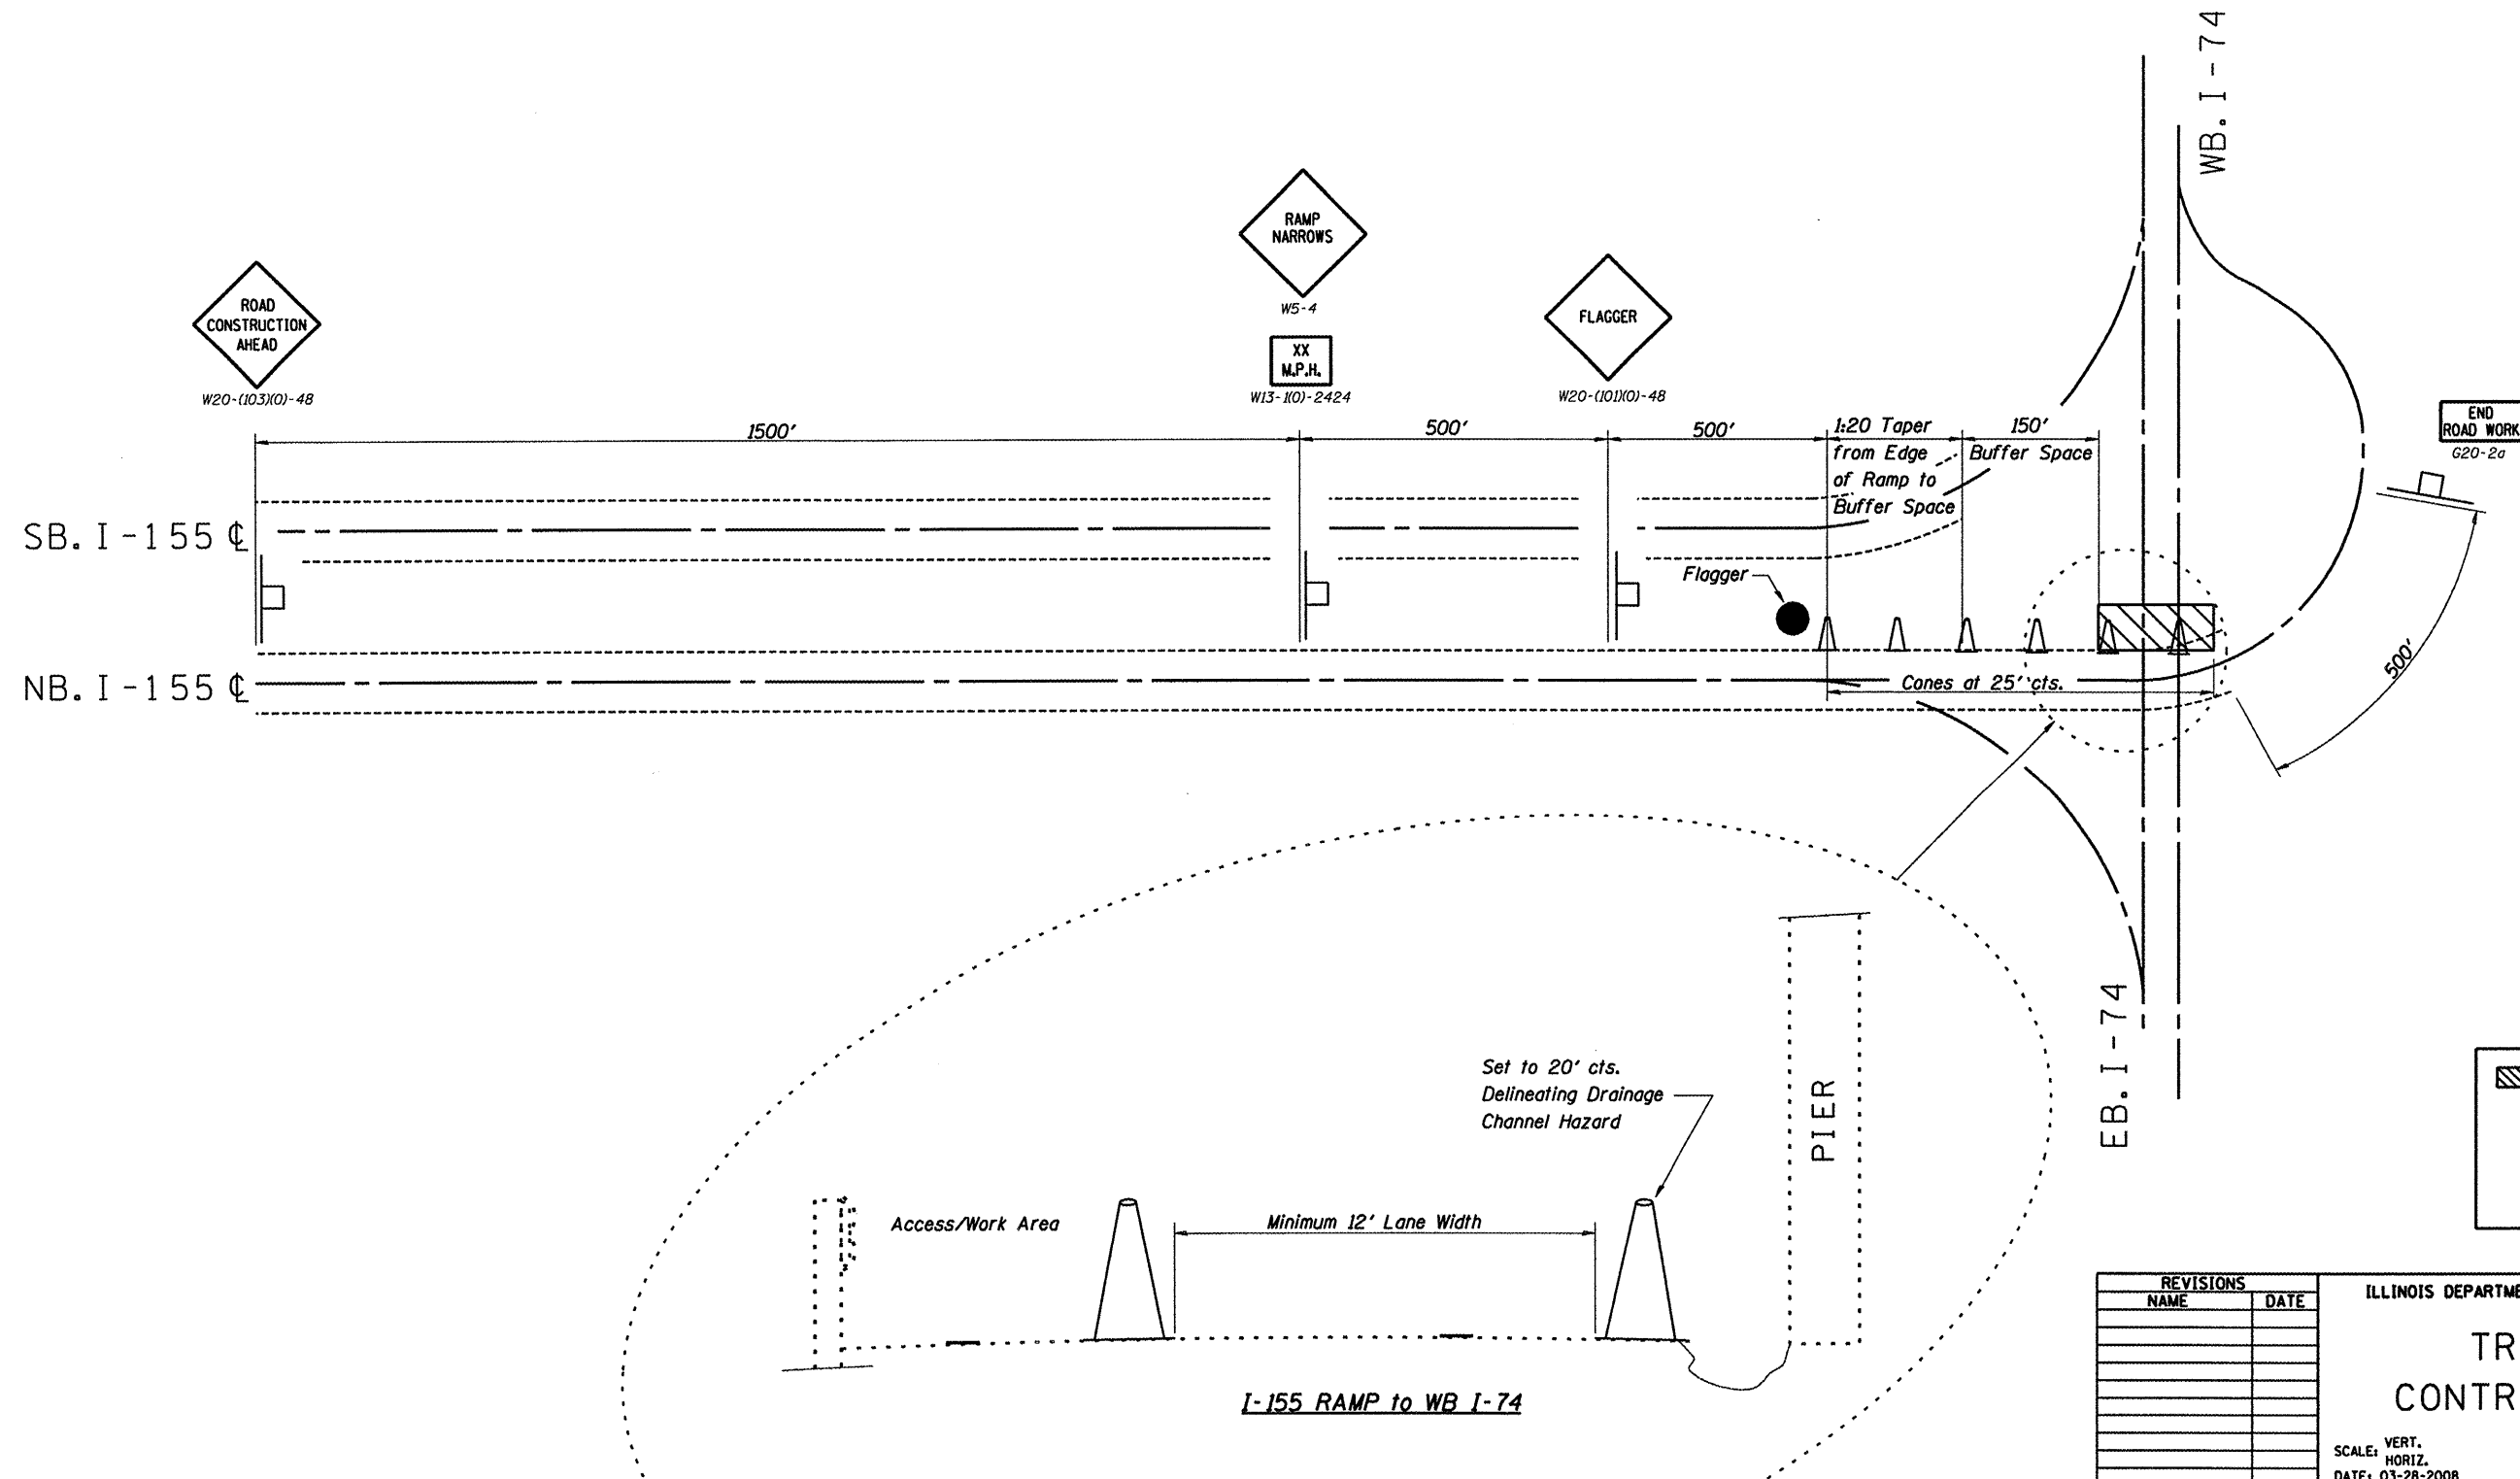 WB. I-74
RAMP
NARROWS
W5-4
XX
M.P.H.
W13-1(O)-2424
ROAD
CONSTRUCTION
AHEAD
W20-(103)(O)-48
FLAGGER
W20-(101)(O)-48
END
ROAD WORK
G20-2a
1500'
500'
500'
1:20 Taper
from Edge
of Ramp to
Buffer Space
150'
Buffer Space
SB. I-155 ℄
Flagger
NB. I-155 ℄
Cones at 25' cts.
500'
EB. I-74
Set to 20' cts.
Delineating Drainage
Channel Hazard
PIER
Access/Work Area
Minimum 12' Lane Width
I-155 RAMP to WB I-74
REVISIONS
NAME DATE
ILLINOIS DEPARTME
TR
CONTR
SCALE: VERT.
HORIZ.
DATE: 03-28-2008